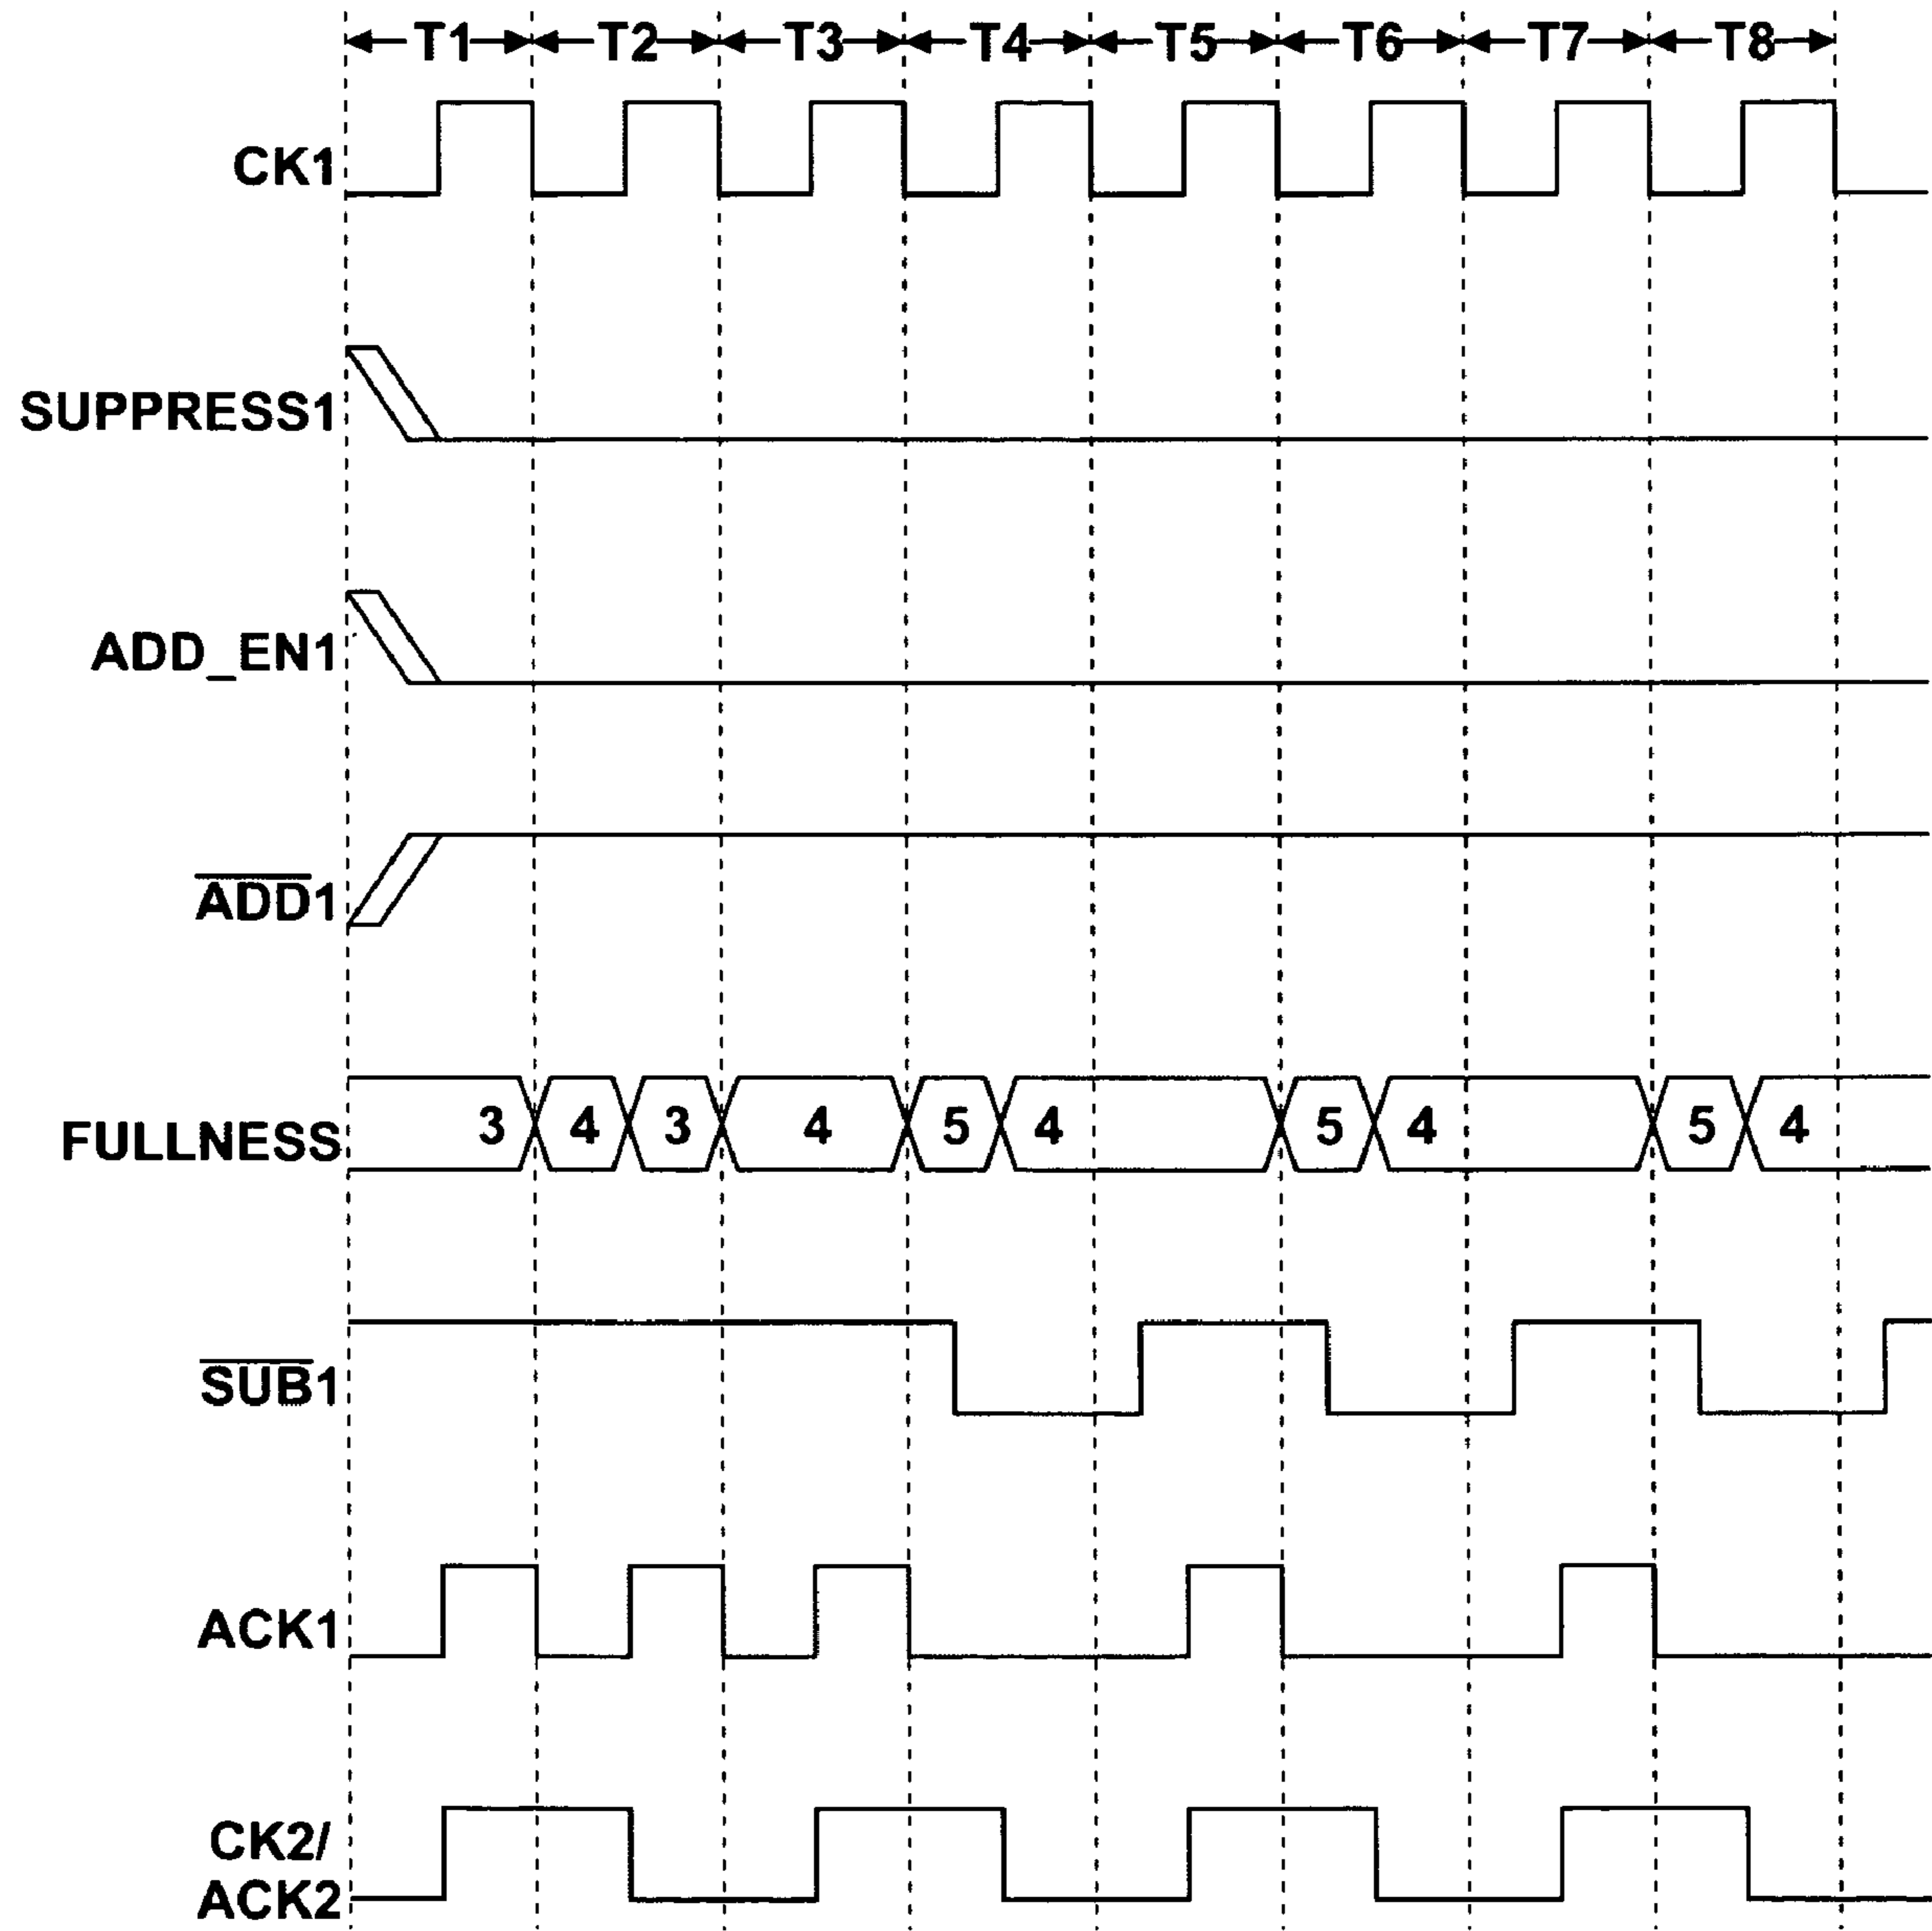 T1 T2 T3 T4 T5 T6 T7 T8
CK1
SUPPRESS1
ADD_EN1
ADD1
3 4 3 4 5 4 5 4 5 4
FULLNESS
SUB1
ACK1
CK2/
ACK2